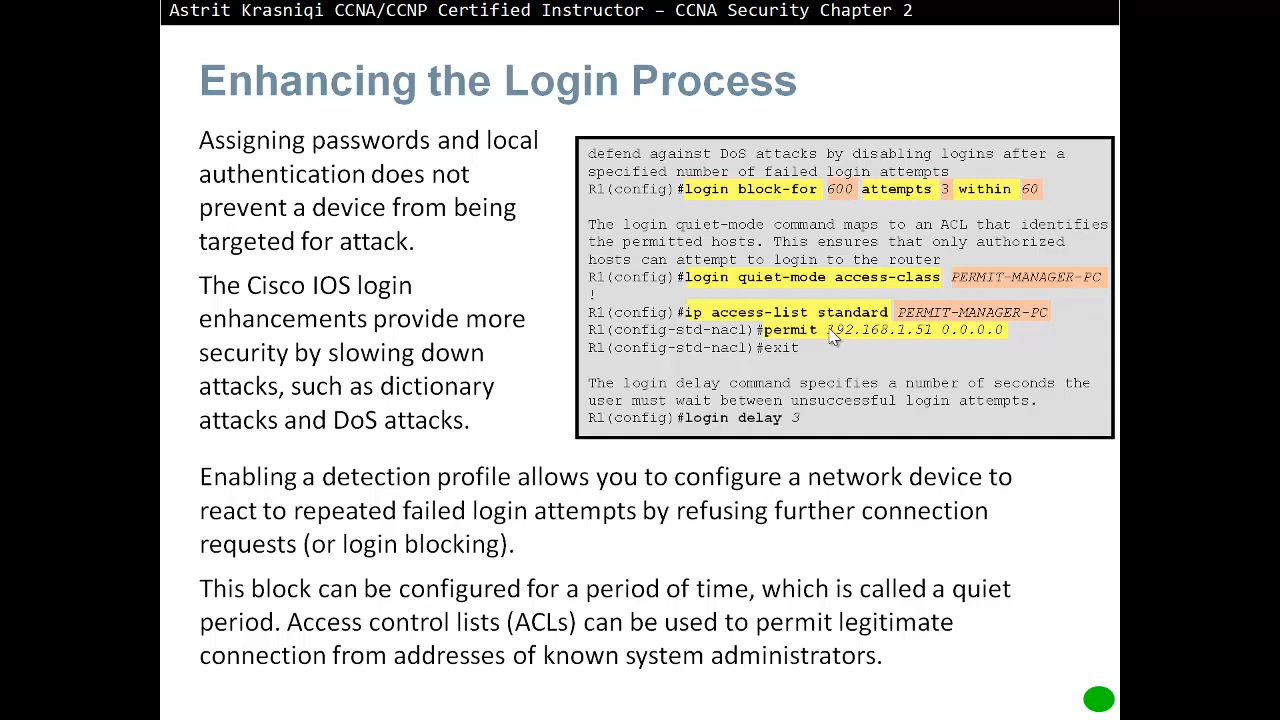 Astrit Krasniqi CCNA/CCNP Certified Instructor – CCNA Security Chapter 2
Enhancing the Login Process
Assigning passwords and local
authentication does not
prevent a device from being
targeted for attack.
The Cisco IOS login
enhancements provide more
security by slowing down
attacks, such as dictionary
attacks and DoS attacks.
defend against DoS attacks by disabling logins after a
specified number of failed login attempts
R1(config)#login block-for 600 attempts 3 within 60
The login quiet-mode command maps to an ACL that identifies
the permitted hosts. This ensures that only authorized
hosts can attempt to login to the router
R1(config)#login quiet-mode access-class PERMIT-MANAGER-PC
!
R1(config)#ip access-list standard PERMIT-MANAGER-PC
R1(config-std-nacl)#permit 192.168.1.51 0.0.0.0
R1(config-std-nacl)#exit
The login delay command specifies a number of seconds the
user must wait between unsuccessful login attempts.
R1(config)#login delay 3
Enabling a detection profile allows you to configure a network device to
react to repeated failed login attempts by refusing further connection
requests (or login blocking).
This block can be configured for a period of time, which is called a quiet
period. Access control lists (ACLs) can be used to permit legitimate
connection from addresses of known system administrators.